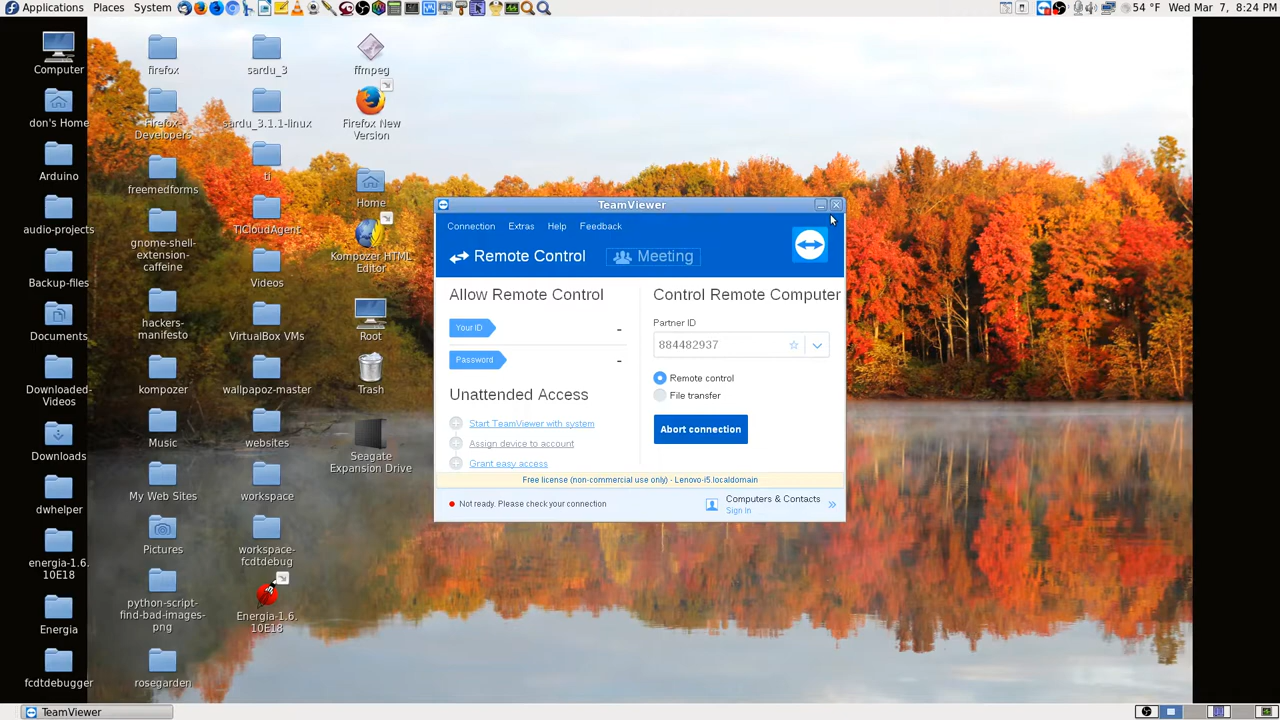 Applications Places System 54 °F Wed Mar 7, 8:24 PM
Computer
firefox
sardu_3
ffmpeg
don's Home
Firefox-
Developers
sardu_3.1.1-linux
Firefox New
Version
Arduino
freemedforms
ti
Home
audio-projects
gnome-shell-
extension-
caffeine
TICloudAgent
Kompozer HTML
Editor
Backup-files
hackers-
manifesto
Videos
Root
Documents
kompozer
VirtualBox VMs
Trash
Downloaded-
Videos
Music
wallpapoz-master
Seagate
Expansion Drive
Downloads
My Web Sites
websites
dwhelper
Pictures
workspace
energia-1.6.
10E18
python-script-
find-bad-images-
png
workspace-
fcdtdebug
Energia
rosegarden
Energia-1.6.
10E18
fcdtdebugger
TeamViewer
Connection Extras Help Feedback
Remote Control Meeting
Allow Remote Control
Your ID -
Password -
Unattended Access
Start TeamViewer with system
Assign device to account
Grant easy access
Control Remote Computer
Partner ID
884482937
Remote control
File transfer
Abort connection
Free license (non-commercial use only) - Lenovo-i5.localdomain
Not ready. Please check your connection
Computers & Contacts
Sign In
TeamViewer